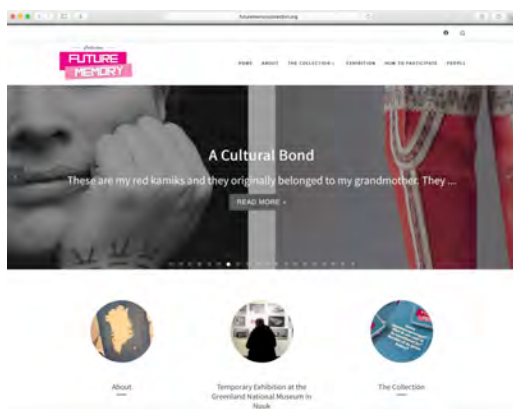 FUTURE
MEMORY
HOME ABOUT THE COLLECTION EXHIBITION HOW TO PARTICIPATE PEOPLE
A Cultural Bond
These are my red kamiks and they originally belonged to my grandmother. They ...
READ MORE »
About
Temporary Exhibition at the
Greenland National Museum in
Nuuk
The Collection